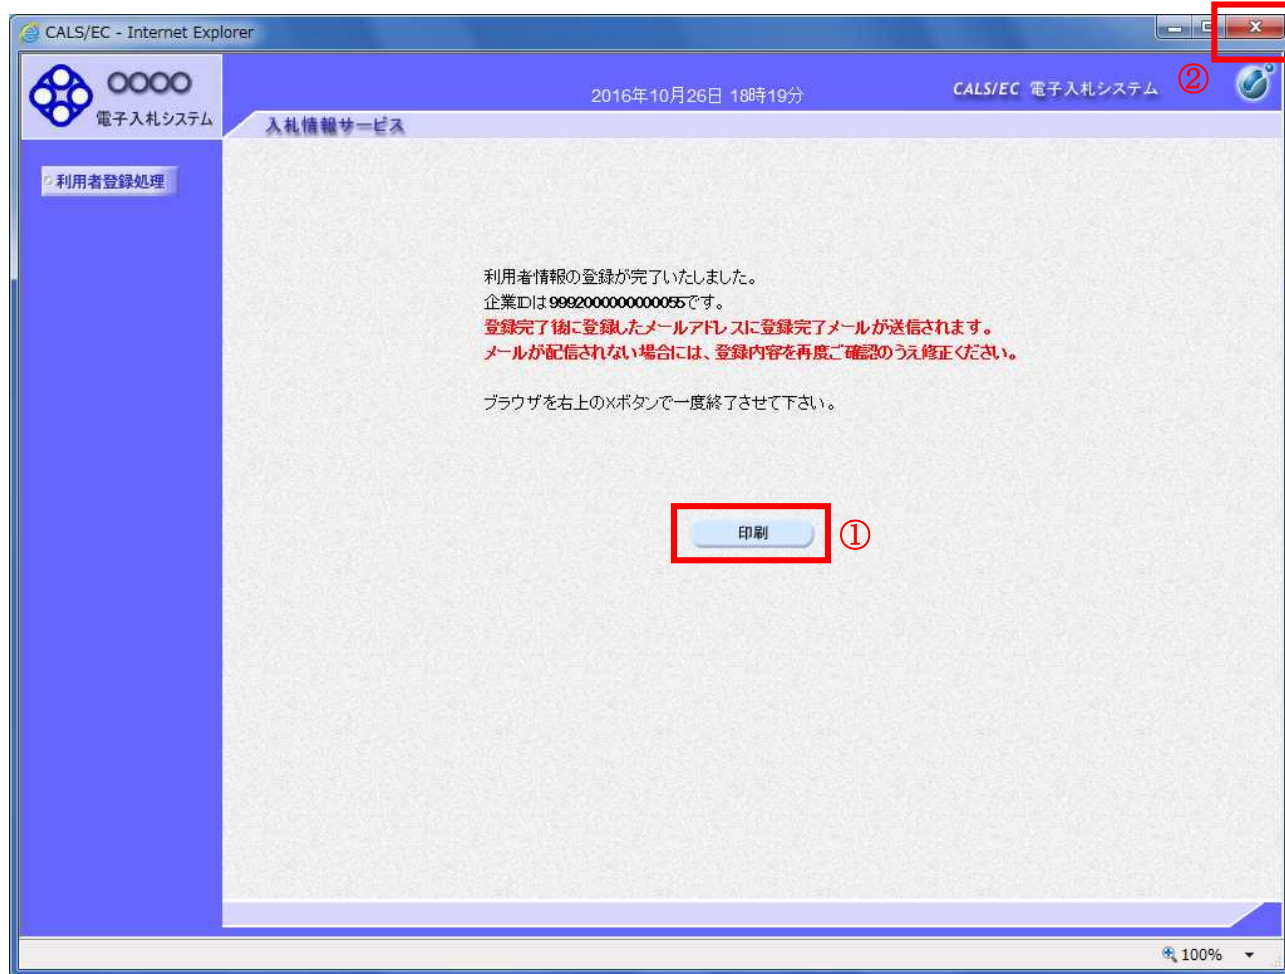 CALS/EC - Internet Explorer
OOOO
電子入札システム
2016年10月26日 18時19分
CALS/EC 電子入札システム
②
入札情報サービス
利用者登録処理
利用者情報の登録が完了いたしました。
企業IDは9992000000000055です。
登録完了後に登録したメールアドレスに登録完了メールが送信されます。
メールが配信されない場合には、登録内容を再度ご確認のうえ修正ください。
ブラウザを右上の×ボタンで一度終了させて下さい。
印刷
①
100%